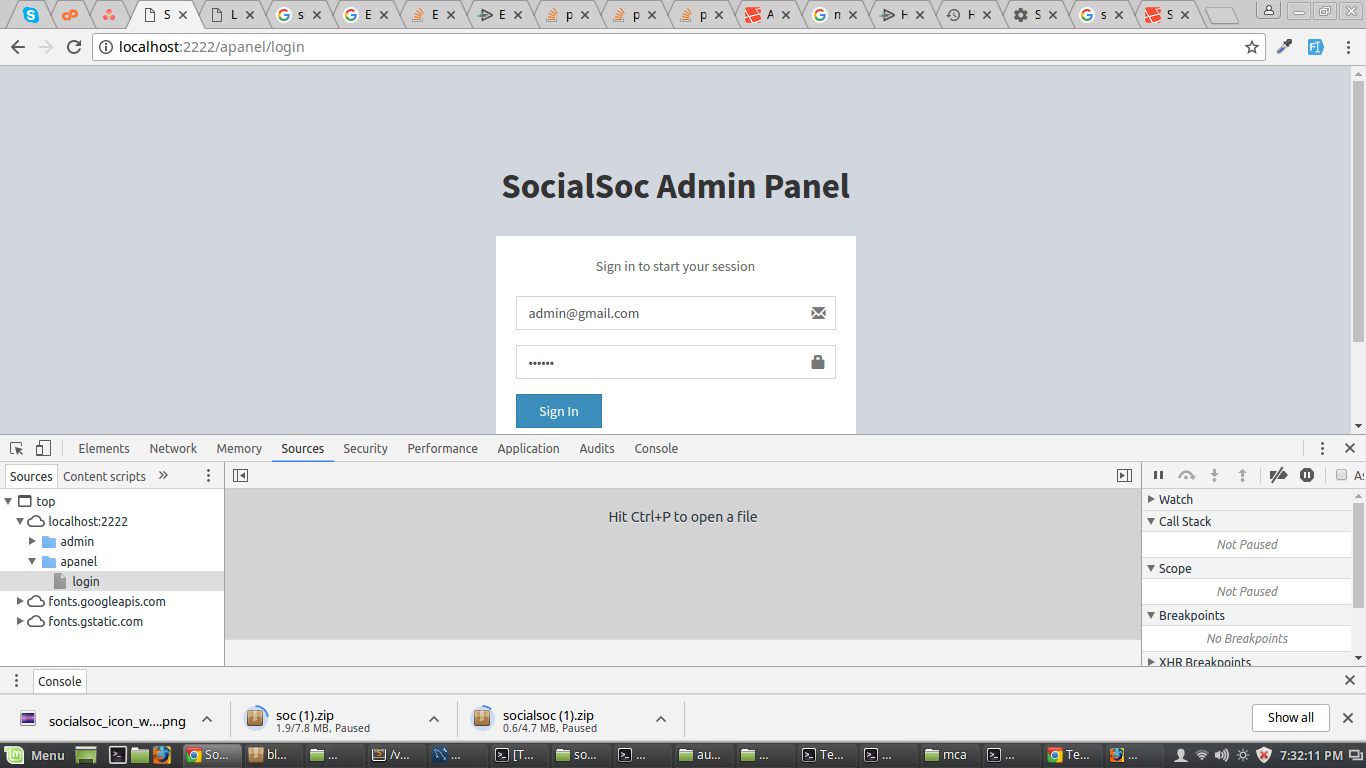 S L s E E E p p p A n H H S s S
localhost:2222/apanel/login
SocialSoc Admin Panel
Sign in to start your session
admin@gmail.com
••••••
Sign In
Elements Network Memory Sources Security Performance Application Audits Console
Sources Content scripts »
top
localhost:2222
admin
apanel
login
fonts.googleapis.com
fonts.gstatic.com
Hit Ctrl+P to open a file
As
Watch
Call Stack
Not Paused
Scope
Not Paused
Breakpoints
No Breakpoints
XHR Breakpoints
Console
socialsoc_icon_w....png
soc (1).zip
1.9/7.8 MB, Paused
socialsoc (1).zip
0.6/4.7 MB, Paused
Show all
Menu So... bl... ... /v... ... [T... so... ... au... ... Te... ... mca ... Te... ... 7:32:11 PM